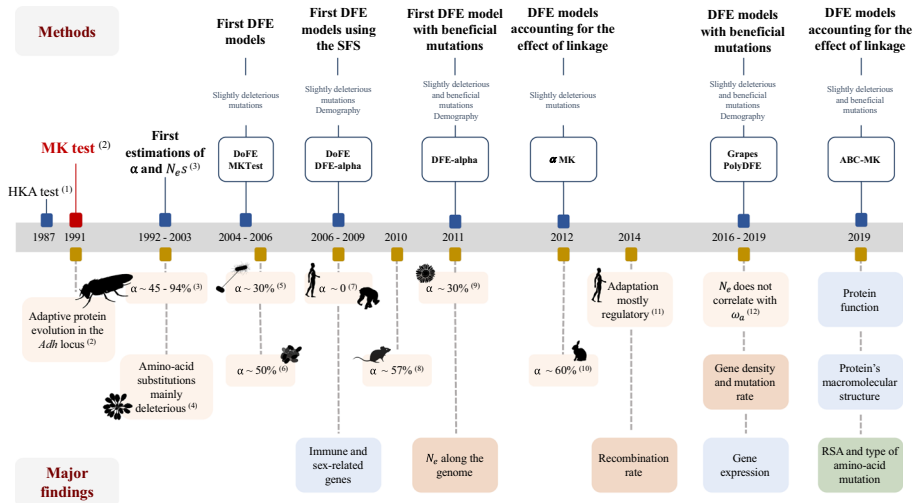 Methods
First DFE
models
First DFE
models using
the SFS
First DFE model
with beneficial
mutations
DFE models
accounting for the
effect of linkage
DFE models
with beneficial
mutations
DFE models
accounting for the
effect of linkage
Slightly deleterious
mutations
Slightly deleterious
mutations
Demography
Slightly deleterious
and beneficial
mutations
Demography
Slightly deleterious
mutations
Slightly deleterious
and beneficial
mutations
Demography
Slightly deleterious
and beneficial
mutations
HKA test (1)
MK test (2)
First
estimations of
α and Nₑs (3)
DoFE
MKTest
DoFE
DFE-alpha
DFE-alpha
α MK
Grapes
PolyDFE
ABC-MK
1987
1991
1992 - 2003
2004 - 2006
2006 - 2009
2010
2011
2012
2014
2016 - 2019
2019
Adaptive protein
evolution in the
Adh locus (2)
α ~ 45 - 94% (3)
Amino-acid
substitutions
mainly
deleterious (4)
α ~ 30% (5)
α ~ 50% (6)
α ~ 0 (7)
Immune and
sex-related
genes
α ~ 57% (8)
α ~ 30% (9)
Nₑ along the
genome
α ~ 60% (10)
Adaptation
mostly
regulatory (11)
Recombination
rate
Nₑ does not
correlate with
ωₐ (12)
Gene density
and mutation
rate
Gene
expression
Protein
function
Protein's
macromolecular
structure
RSA and type of
amino-acid
mutation
Major
findings